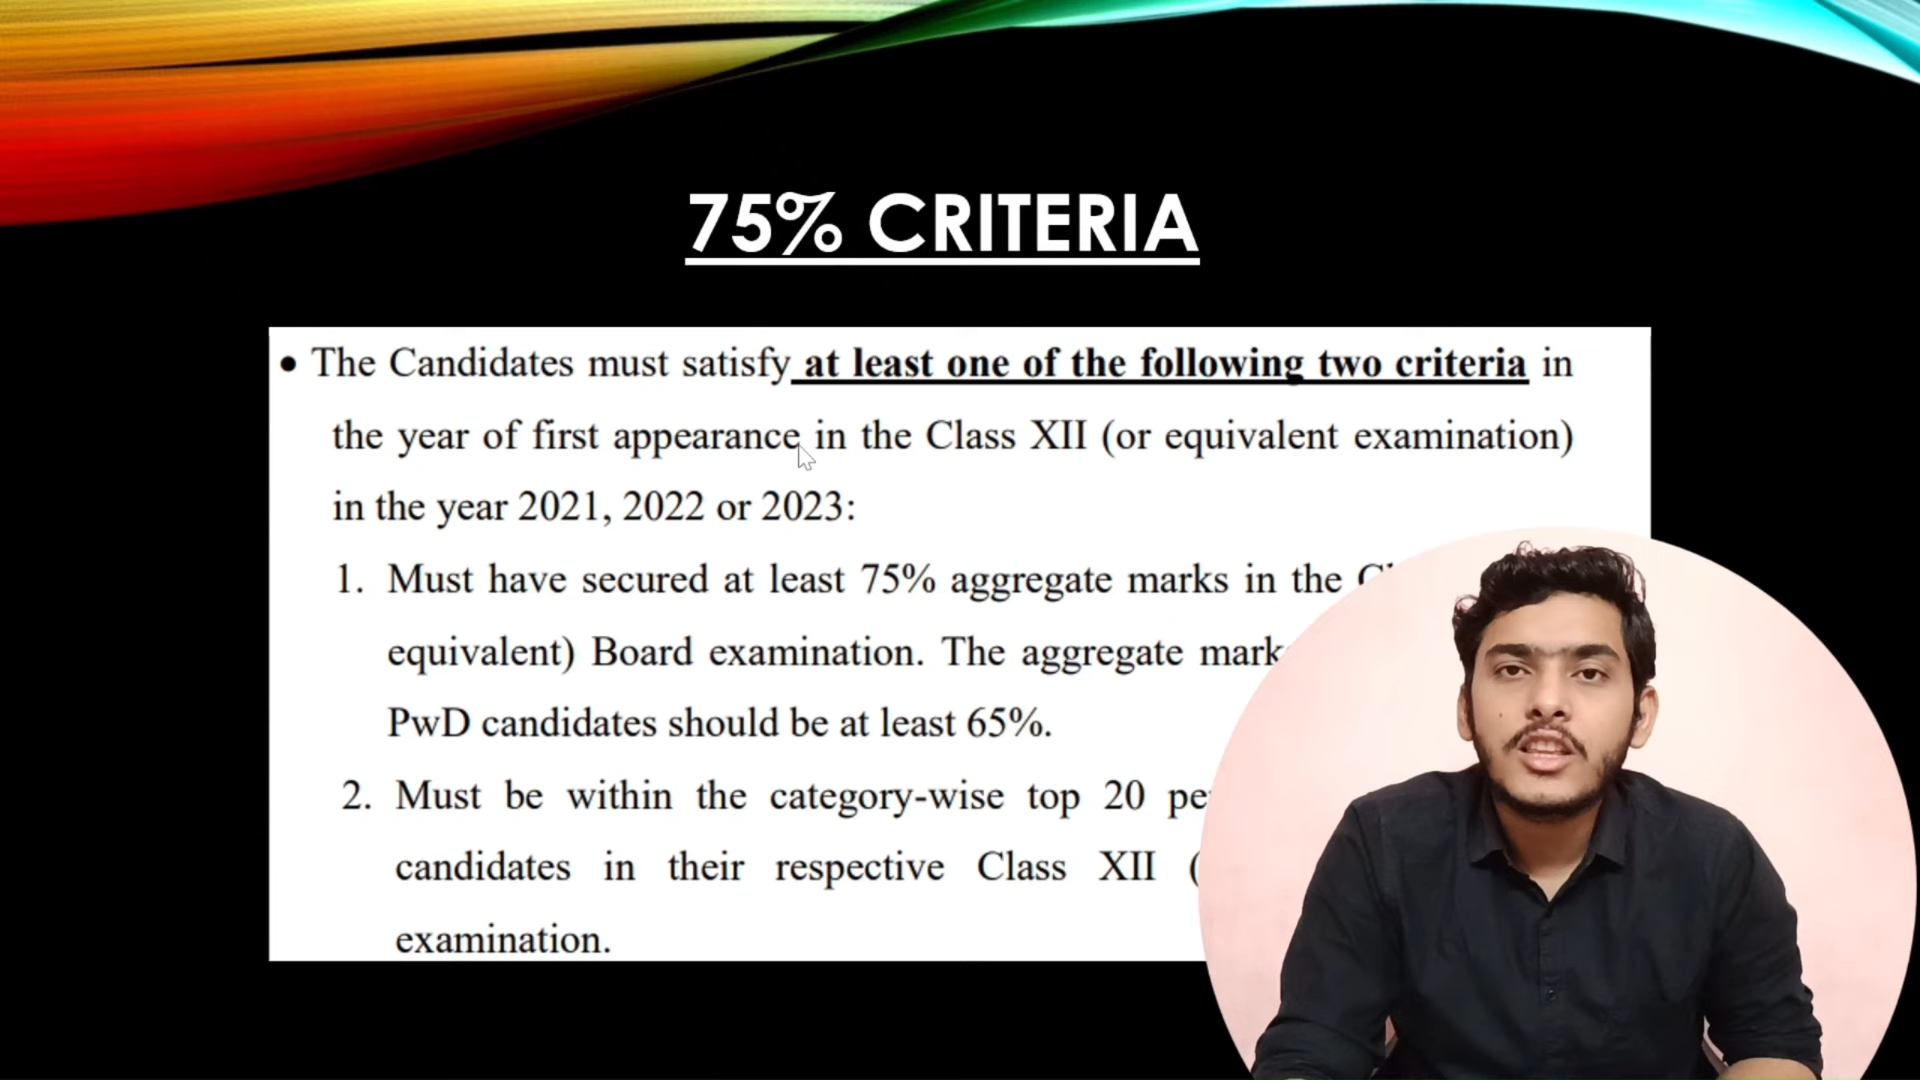 75% CRITERIA
• The Candidates must satisfy at least one of the following two criteria in
the year of first appearance in the Class XII (or equivalent examination)
in the year 2021, 2022 or 2023:
1. Must have secured at least 75% aggregate marks in the
equivalent) Board examination. The aggregate
PwD candidates should be at least 65%.
2. Must be within the category-wise top 20
candidates in their respective Class XII (
examination.